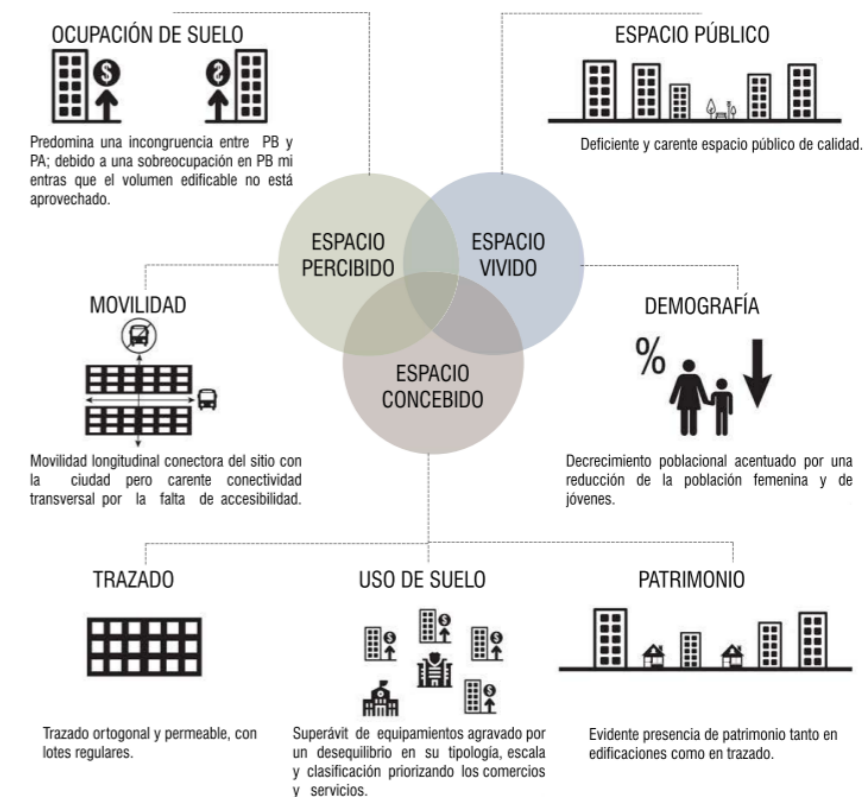 OCUPACIÓN DE SUELO
Predomina una incongruencia entre PB y
PA; debido a una sobreocupación en PB mi
entras que el volumen edificable no está
aprovechado.
ESPACIO PÚBLICO
Deficiente y carente espacio público de calidad.
ESPACIO
PERCIBIDO
ESPACIO
VIVIDO
ESPACIO
CONCEBIDO
MOVILIDAD
Movilidad longitudinal conectora del sitio con
la ciudad pero carente conectividad
transversal por la falta de accesibilidad.
DEMOGRAFÍA
%
Decrecimiento poblacional acentuado por una
reducción de la población femenina y de
jóvenes.
TRAZADO
Trazado ortogonal y permeable, con
lotes regulares.
USO DE SUELO
Superávit de equipamientos agravado por
un desequilibrio en su tipología, escala
y clasificación priorizando los comercios
y servicios.
PATRIMONIO
Evidente presencia de patrimonio tanto en
edificaciones como en trazado.